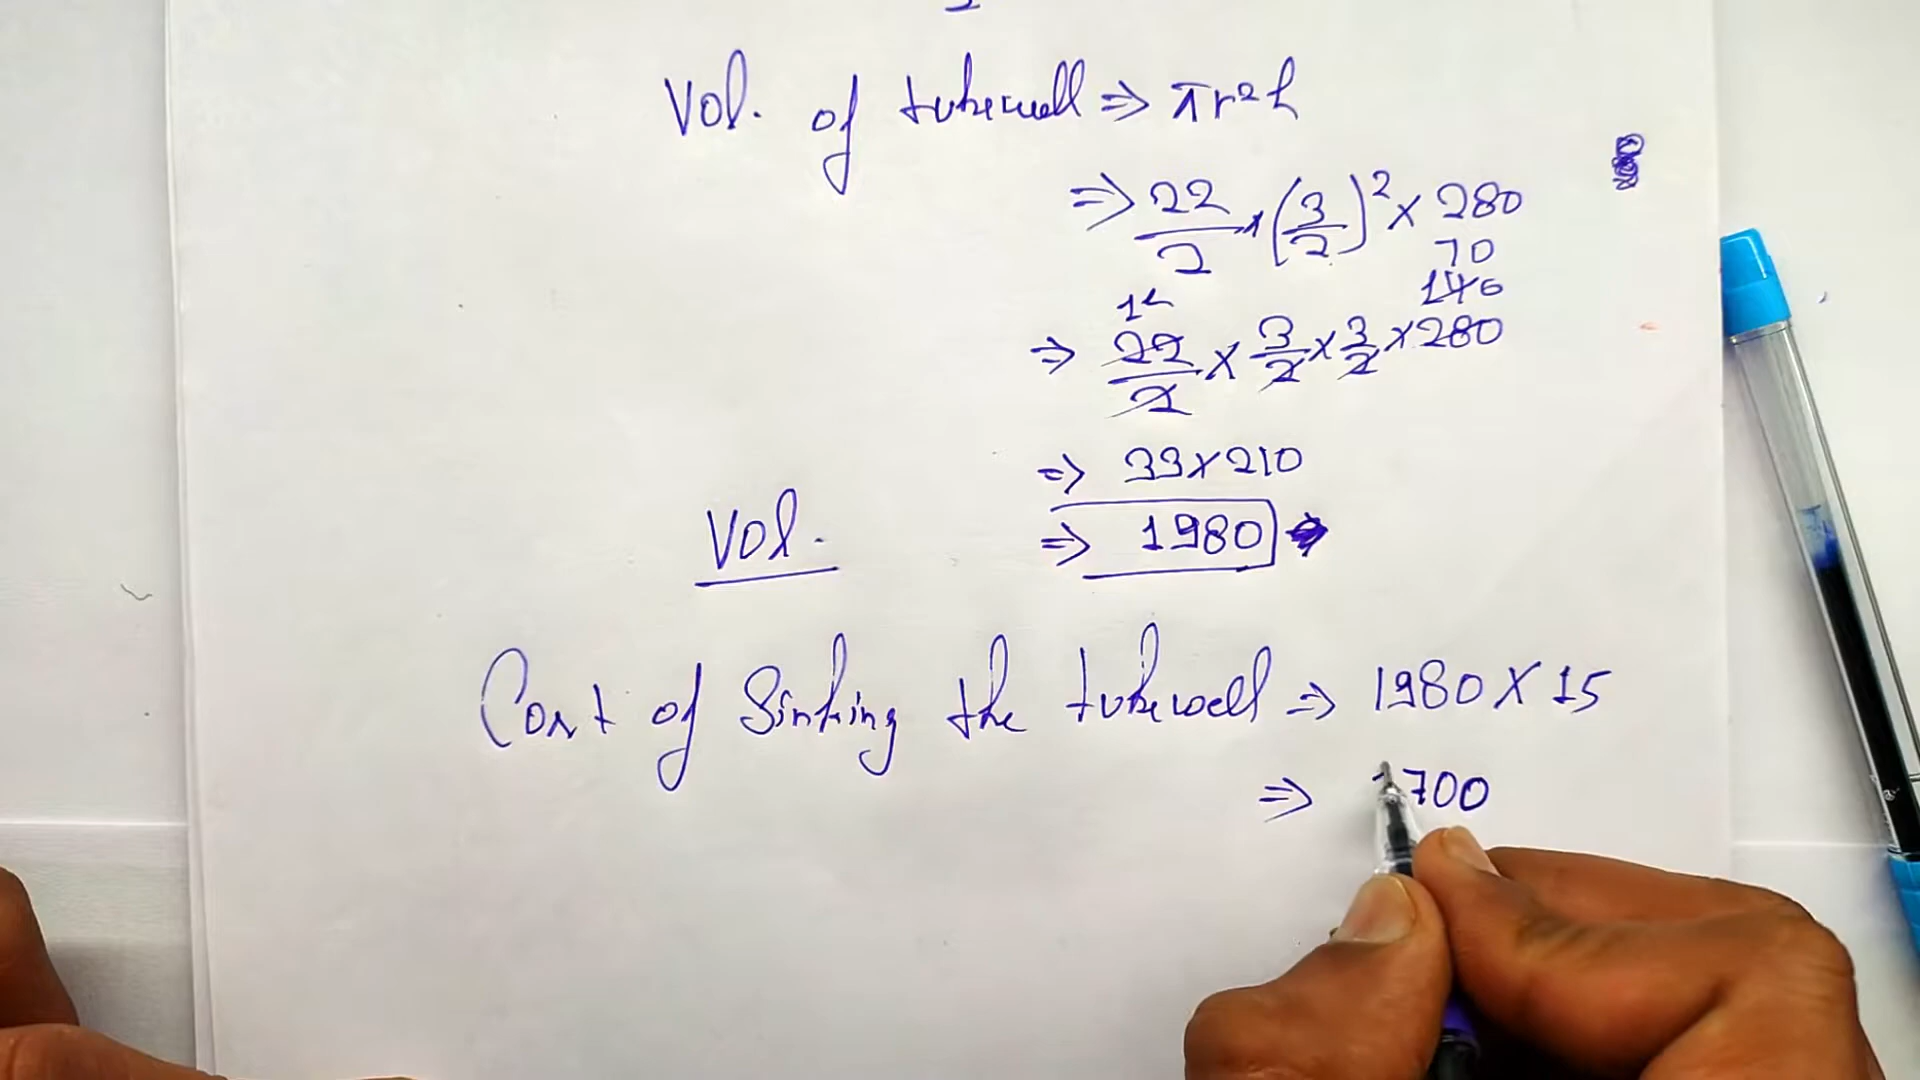 Vol. of tubewell ⇒ πr²h
⇒ 22/7 × (3/2)² × 280
70
11 140
⇒ 22/7 × 3/2 × 3/2 × 280
⇒ 33×210
Vol. ⇒ 1980
Cost of Sinking the tubewell ⇒ 1980 × 15
⇒ 700